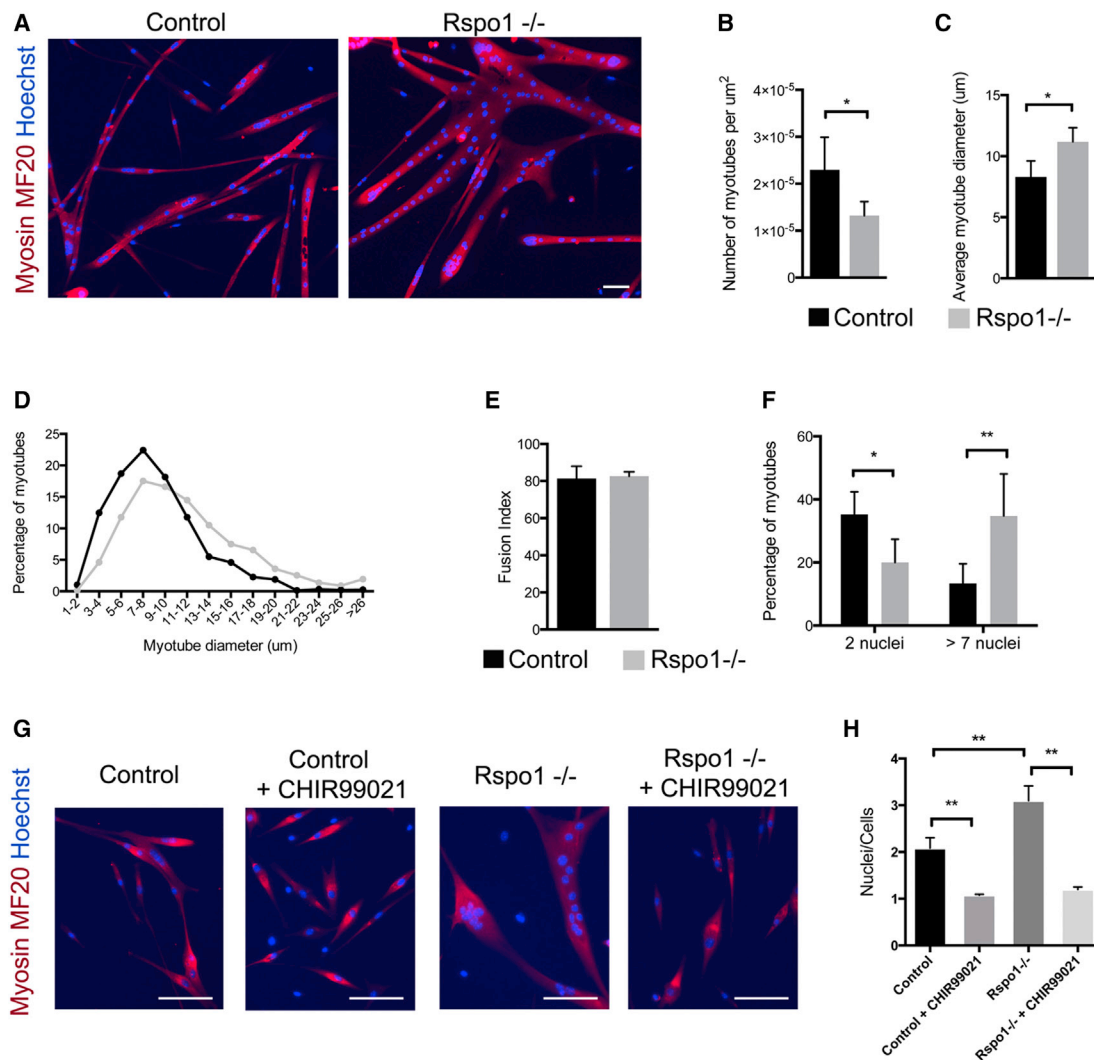 A
Control
Rspo1 -/-
Myosin MF20 Hoechst
B
Number of myotubes per um²
4×10⁻⁵
3×10⁻⁵
2×10⁻⁵
1×10⁻⁵
0
*
C
Average myotube diameter (um)
15
10
5
0
*
Control
Rspo1-/-
D
Percentage of myotubes
25
20
15
10
5
0
1-2
3-4
5-6
7-8
9-10
11-12
13-14
15-16
17-18
19-20
21-22
23-24
25-26
>26
Myotube diameter (um)
E
Fusion Index
100
80
60
40
20
0
Control
Rspo1-/-
F
Percentage of myotubes
60
40
20
0
*
**
2 nuclei
> 7 nuclei
G
Myosin MF20 Hoechst
Control
Control
+ CHIR99021
Rspo1 -/-
Rspo1 -/-
+ CHIR99021
H
Nuclei/Cells
4
3
2
1
0
**
**
**
Control
Control + CHIR99021
Rspo1-/-
Rspo1-/- + CHIR99021